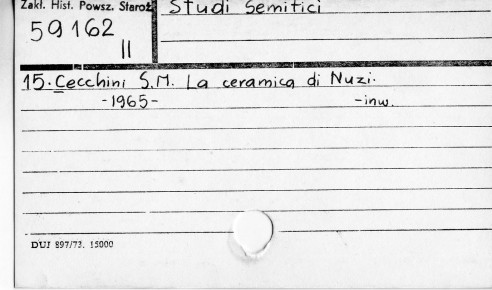 Zakł. Hist. Powsz. Staroż
Studi Semitici
59162
II
15. Cecchini S.M. La ceramica di Nuzi.
-1965- -inw.
DUJ 897/73. 15000